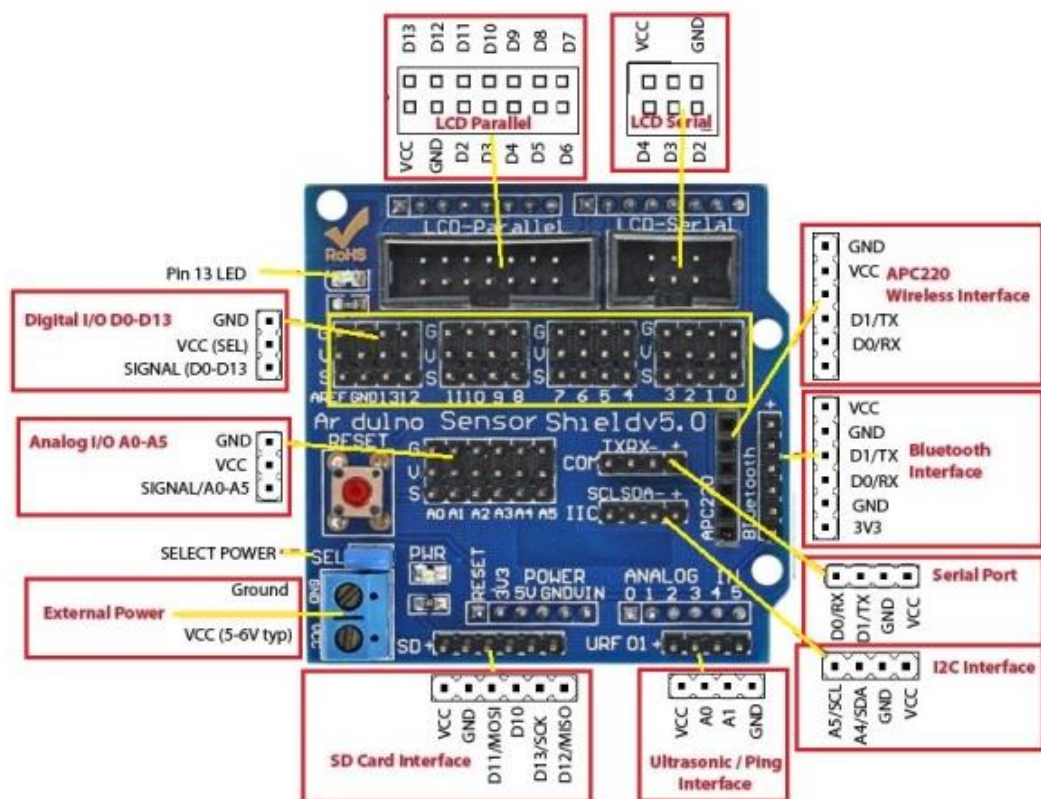 D13 D12 D11 D10 D9 D8 D7
LCD Parallel
VCC GND D2 D3 D4 D5 D6
VCC GND
LCD Serial
D4 D3 D2
LCD-Parallel
LCD-Serial
RoHS
Pin 13 LED
GND
VCC
APC220
Wireless Interface
D1/TX
D0/RX
Digital I/O D0-D13
GND
VCC (SEL)
SIGNAL (D0-D13
G G G G
V V V V
S S S S
AREF GND 13 12 11 10 9 8 7 6 5 4 3 2 1 0
Arduino Sensor Shieldv5.0
RESET
Analog I/O A0-A5
GND
VCC
SIGNAL/A0-A5
G
V
S
A0 A1 A2 A3 A4 A5
TXRX- +
COM
SCLSDA- +
IIC
APC220
Bluetooth
+
VCC
GND
D1/TX
D0/RX
GND
3V3
Bluetooth
Interface
SELECT POWER
SEL
PWR
External Power
Ground
VCC (5-6V typ)
GND
VCC
RESET
POWER
3V3 5V GND VIN
ANALOG IN
0 1 2 3 4 5
SD +
URF 01 +
Serial Port
D0/RX D1/TX GND VCC
I2C Interface
A5/SCL A4/SDA GND VCC
VCC GND D11/MOSI D10 D13/SCK D12/MISO
SD Card Interface
VCC A0 A1 GND
Ultrasonic / Ping
Interface